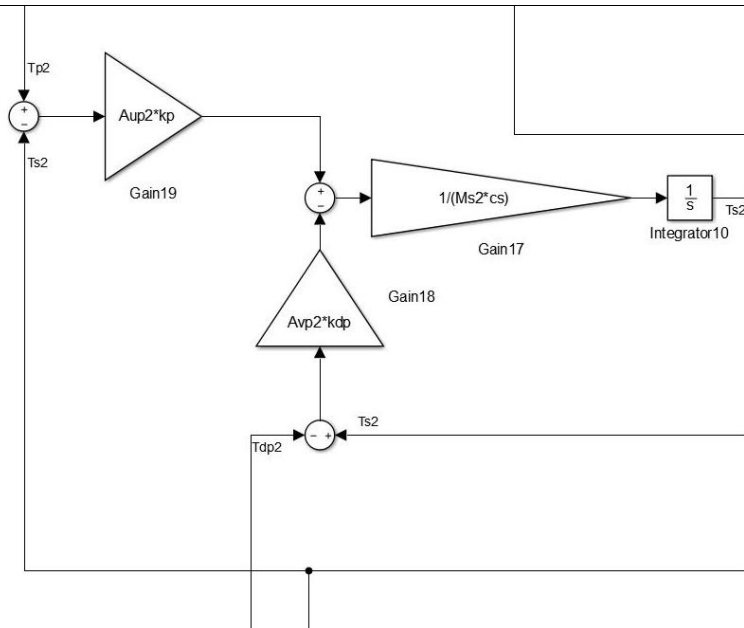 Tp2
+
−
Ts2
Aup2*kp
Gain19
+
−
1/(Ms2*cs)
Gain17
1
s
Integrator10
Ts2
Gain18
Avp2*kdp
Ts2
− +
Tdp2